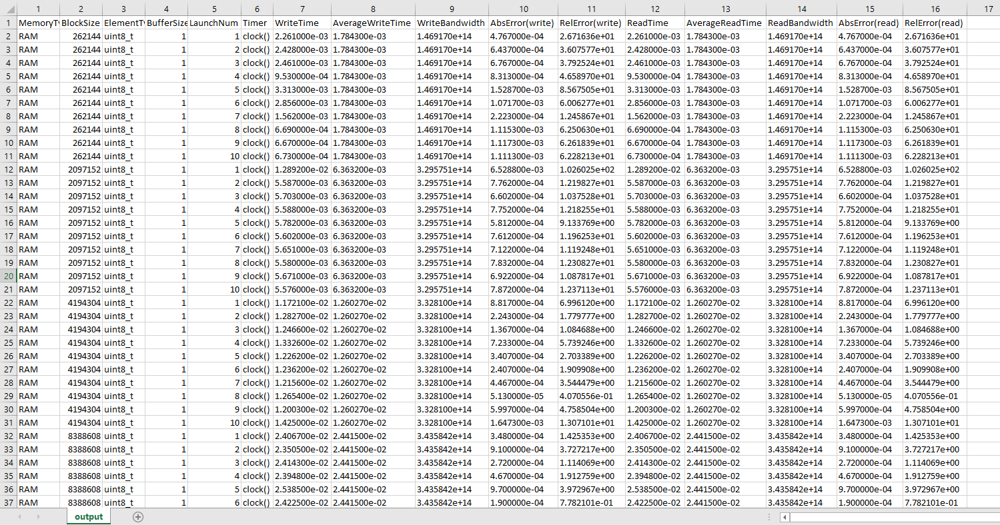 1 2 3 4 5 6 7 8 9 10 11 12 13 14 15 16 17
1 MemoryTy BlockSize ElementTy BufferSize LaunchNum Timer WriteTime AverageWriteTime WriteBandwidth AbsError(write) RelError(write) ReadTime AverageReadTime ReadBandwidth AbsError(read) RelError(read)
2 RAM 262144 uint8_t 1 1 clock() 2.261000e-03 1.784300e-03 1.469170e+14 4.767000e-04 2.671636e+01 2.261000e-03 1.784300e-03 1.469170e+14 4.767000e-04 2.671636e+01
3 RAM 262144 uint8_t 1 2 clock() 2.428000e-03 1.784300e-03 1.469170e+14 6.437000e-04 3.607577e+01 2.428000e-03 1.784300e-03 1.469170e+14 6.437000e-04 3.607577e+01
4 RAM 262144 uint8_t 1 3 clock() 2.461000e-03 1.784300e-03 1.469170e+14 6.767000e-04 3.792524e+01 2.461000e-03 1.784300e-03 1.469170e+14 6.767000e-04 3.792524e+01
5 RAM 262144 uint8_t 1 4 clock() 9.530000e-04 1.784300e-03 1.469170e+14 8.313000e-04 4.658970e+01 9.530000e-04 1.784300e-03 1.469170e+14 8.313000e-04 4.658970e+01
6 RAM 262144 uint8_t 1 5 clock() 3.313000e-03 1.784300e-03 1.469170e+14 1.528700e-03 8.567505e+01 3.313000e-03 1.784300e-03 1.469170e+14 1.528700e-03 8.567505e+01
7 RAM 262144 uint8_t 1 6 clock() 2.856000e-03 1.784300e-03 1.469170e+14 1.071700e-03 6.006277e+01 2.856000e-03 1.784300e-03 1.469170e+14 1.071700e-03 6.006277e+01
8 RAM 262144 uint8_t 1 7 clock() 1.562000e-03 1.784300e-03 1.469170e+14 2.223000e-04 1.245867e+01 1.562000e-03 1.784300e-03 1.469170e+14 2.223000e-04 1.245867e+01
9 RAM 262144 uint8_t 1 8 clock() 6.690000e-04 1.784300e-03 1.469170e+14 1.115300e-03 6.250630e+01 6.690000e-04 1.784300e-03 1.469170e+14 1.115300e-03 6.250630e+01
10 RAM 262144 uint8_t 1 9 clock() 6.670000e-04 1.784300e-03 1.469170e+14 1.117300e-03 6.261839e+01 6.670000e-04 1.784300e-03 1.469170e+14 1.117300e-03 6.261839e+01
11 RAM 262144 uint8_t 1 10 clock() 6.730000e-04 1.784300e-03 1.469170e+14 1.111300e-03 6.228213e+01 6.730000e-04 1.784300e-03 1.469170e+14 1.111300e-03 6.228213e+01
12 RAM 2097152 uint8_t 1 1 clock() 1.289200e-02 6.363200e-03 3.295751e+14 6.528800e-03 1.026025e+02 1.289200e-02 6.363200e-03 3.295751e+14 6.528800e-03 1.026025e+02
13 RAM 2097152 uint8_t 1 2 clock() 5.587000e-03 6.363200e-03 3.295751e+14 7.762000e-04 1.219827e+01 5.587000e-03 6.363200e-03 3.295751e+14 7.762000e-04 1.219827e+01
14 RAM 2097152 uint8_t 1 3 clock() 5.703000e-03 6.363200e-03 3.295751e+14 6.602000e-04 1.037528e+01 5.703000e-03 6.363200e-03 3.295751e+14 6.602000e-04 1.037528e+01
15 RAM 2097152 uint8_t 1 4 clock() 5.588000e-03 6.363200e-03 3.295751e+14 7.752000e-04 1.218255e+01 5.588000e-03 6.363200e-03 3.295751e+14 7.752000e-04 1.218255e+01
16 RAM 2097152 uint8_t 1 5 clock() 5.782000e-03 6.363200e-03 3.295751e+14 5.812000e-04 9.133769e+00 5.782000e-03 6.363200e-03 3.295751e+14 5.812000e-04 9.133769e+00
17 RAM 2097152 uint8_t 1 6 clock() 5.602000e-03 6.363200e-03 3.295751e+14 7.612000e-04 1.196253e+01 5.602000e-03 6.363200e-03 3.295751e+14 7.612000e-04 1.196253e+01
18 RAM 2097152 uint8_t 1 7 clock() 5.651000e-03 6.363200e-03 3.295751e+14 7.122000e-04 1.119248e+01 5.651000e-03 6.363200e-03 3.295751e+14 7.122000e-04 1.119248e+01
19 RAM 2097152 uint8_t 1 8 clock() 5.580000e-03 6.363200e-03 3.295751e+14 7.832000e-04 1.230827e+01 5.580000e-03 6.363200e-03 3.295751e+14 7.832000e-04 1.230827e+01
20 RAM 2097152 uint8_t 1 9 clock() 5.671000e-03 6.363200e-03 3.295751e+14 6.922000e-04 1.087817e+01 5.671000e-03 6.363200e-03 3.295751e+14 6.922000e-04 1.087817e+01
21 RAM 2097152 uint8_t 1 10 clock() 5.576000e-03 6.363200e-03 3.295751e+14 7.872000e-04 1.237113e+01 5.576000e-03 6.363200e-03 3.295751e+14 7.872000e-04 1.237113e+01
22 RAM 4194304 uint8_t 1 1 clock() 1.172100e-02 1.260270e-02 3.328100e+14 8.817000e-04 6.996120e+00 1.172100e-02 1.260270e-02 3.328100e+14 8.817000e-04 6.996120e+00
23 RAM 4194304 uint8_t 1 2 clock() 1.282700e-02 1.260270e-02 3.328100e+14 2.243000e-04 1.779777e+00 1.282700e-02 1.260270e-02 3.328100e+14 2.243000e-04 1.779777e+00
24 RAM 4194304 uint8_t 1 3 clock() 1.246600e-02 1.260270e-02 3.328100e+14 1.367000e-04 1.084688e+00 1.246600e-02 1.260270e-02 3.328100e+14 1.367000e-04 1.084688e+00
25 RAM 4194304 uint8_t 1 4 clock() 1.332600e-02 1.260270e-02 3.328100e+14 7.233000e-04 5.739246e+00 1.332600e-02 1.260270e-02 3.328100e+14 7.233000e-04 5.739246e+00
26 RAM 4194304 uint8_t 1 5 clock() 1.226200e-02 1.260270e-02 3.328100e+14 3.407000e-04 2.703389e+00 1.226200e-02 1.260270e-02 3.328100e+14 3.407000e-04 2.703389e+00
27 RAM 4194304 uint8_t 1 6 clock() 1.236200e-02 1.260270e-02 3.328100e+14 2.407000e-04 1.909908e+00 1.236200e-02 1.260270e-02 3.328100e+14 2.407000e-04 1.909908e+00
28 RAM 4194304 uint8_t 1 7 clock() 1.215600e-02 1.260270e-02 3.328100e+14 4.467000e-04 3.544479e+00 1.215600e-02 1.260270e-02 3.328100e+14 4.467000e-04 3.544479e+00
29 RAM 4194304 uint8_t 1 8 clock() 1.265400e-02 1.260270e-02 3.328100e+14 5.130000e-05 4.070556e-01 1.265400e-02 1.260270e-02 3.328100e+14 5.130000e-05 4.070556e-01
30 RAM 4194304 uint8_t 1 9 clock() 1.200300e-02 1.260270e-02 3.328100e+14 5.997000e-04 4.758504e+00 1.200300e-02 1.260270e-02 3.328100e+14 5.997000e-04 4.758504e+00
31 RAM 4194304 uint8_t 1 10 clock() 1.425000e-02 1.260270e-02 3.328100e+14 1.647300e-03 1.307101e+01 1.425000e-02 1.260270e-02 3.328100e+14 1.647300e-03 1.307101e+01
32 RAM 8388608 uint8_t 1 1 clock() 2.406700e-02 2.441500e-02 3.435842e+14 3.480000e-04 1.425353e+00 2.406700e-02 2.441500e-02 3.435842e+14 3.480000e-04 1.425353e+00
33 RAM 8388608 uint8_t 1 2 clock() 2.350500e-02 2.441500e-02 3.435842e+14 9.100000e-04 3.727217e+00 2.350500e-02 2.441500e-02 3.435842e+14 9.100000e-04 3.727217e+00
34 RAM 8388608 uint8_t 1 3 clock() 2.414300e-02 2.441500e-02 3.435842e+14 2.720000e-04 1.114069e+00 2.414300e-02 2.441500e-02 3.435842e+14 2.720000e-04 1.114069e+00
35 RAM 8388608 uint8_t 1 4 clock() 2.394800e-02 2.441500e-02 3.435842e+14 4.670000e-04 1.912759e+00 2.394800e-02 2.441500e-02 3.435842e+14 4.670000e-04 1.912759e+00
36 RAM 8388608 uint8_t 1 5 clock() 2.538500e-02 2.441500e-02 3.435842e+14 9.700000e-04 3.972967e+00 2.538500e-02 2.441500e-02 3.435842e+14 9.700000e-04 3.972967e+00
37 RAM 8388608 uint8_t 1 6 clock() 2.422500e-02 2.441500e-02 3.435842e+14 1.900000e-04 7.782101e-01 2.422500e-02 2.441500e-02 3.435842e+14 1.900000e-04 7.782101e-01
output